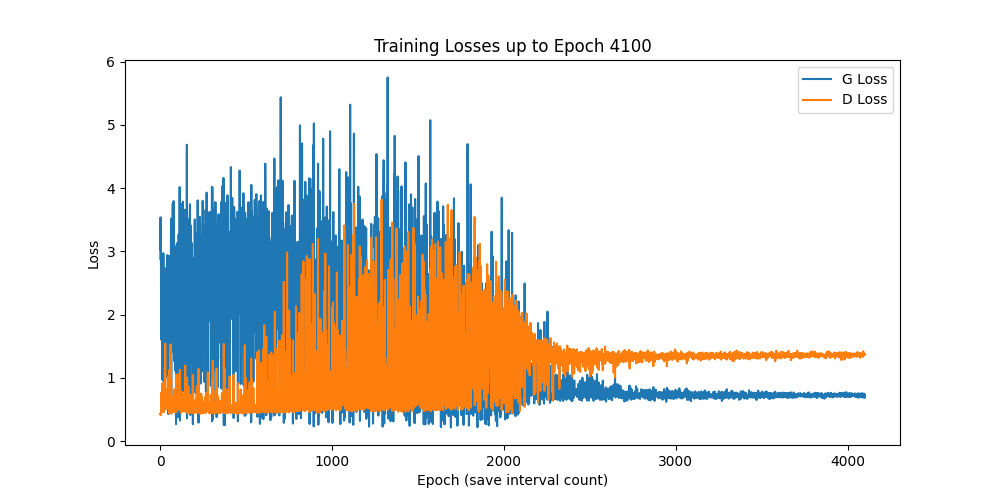 Training Losses up to Epoch 4100
G Loss
D Loss
6
5
4
3
2
1
0
Loss
0
1000
2000
3000
4000
Epoch (save interval count)